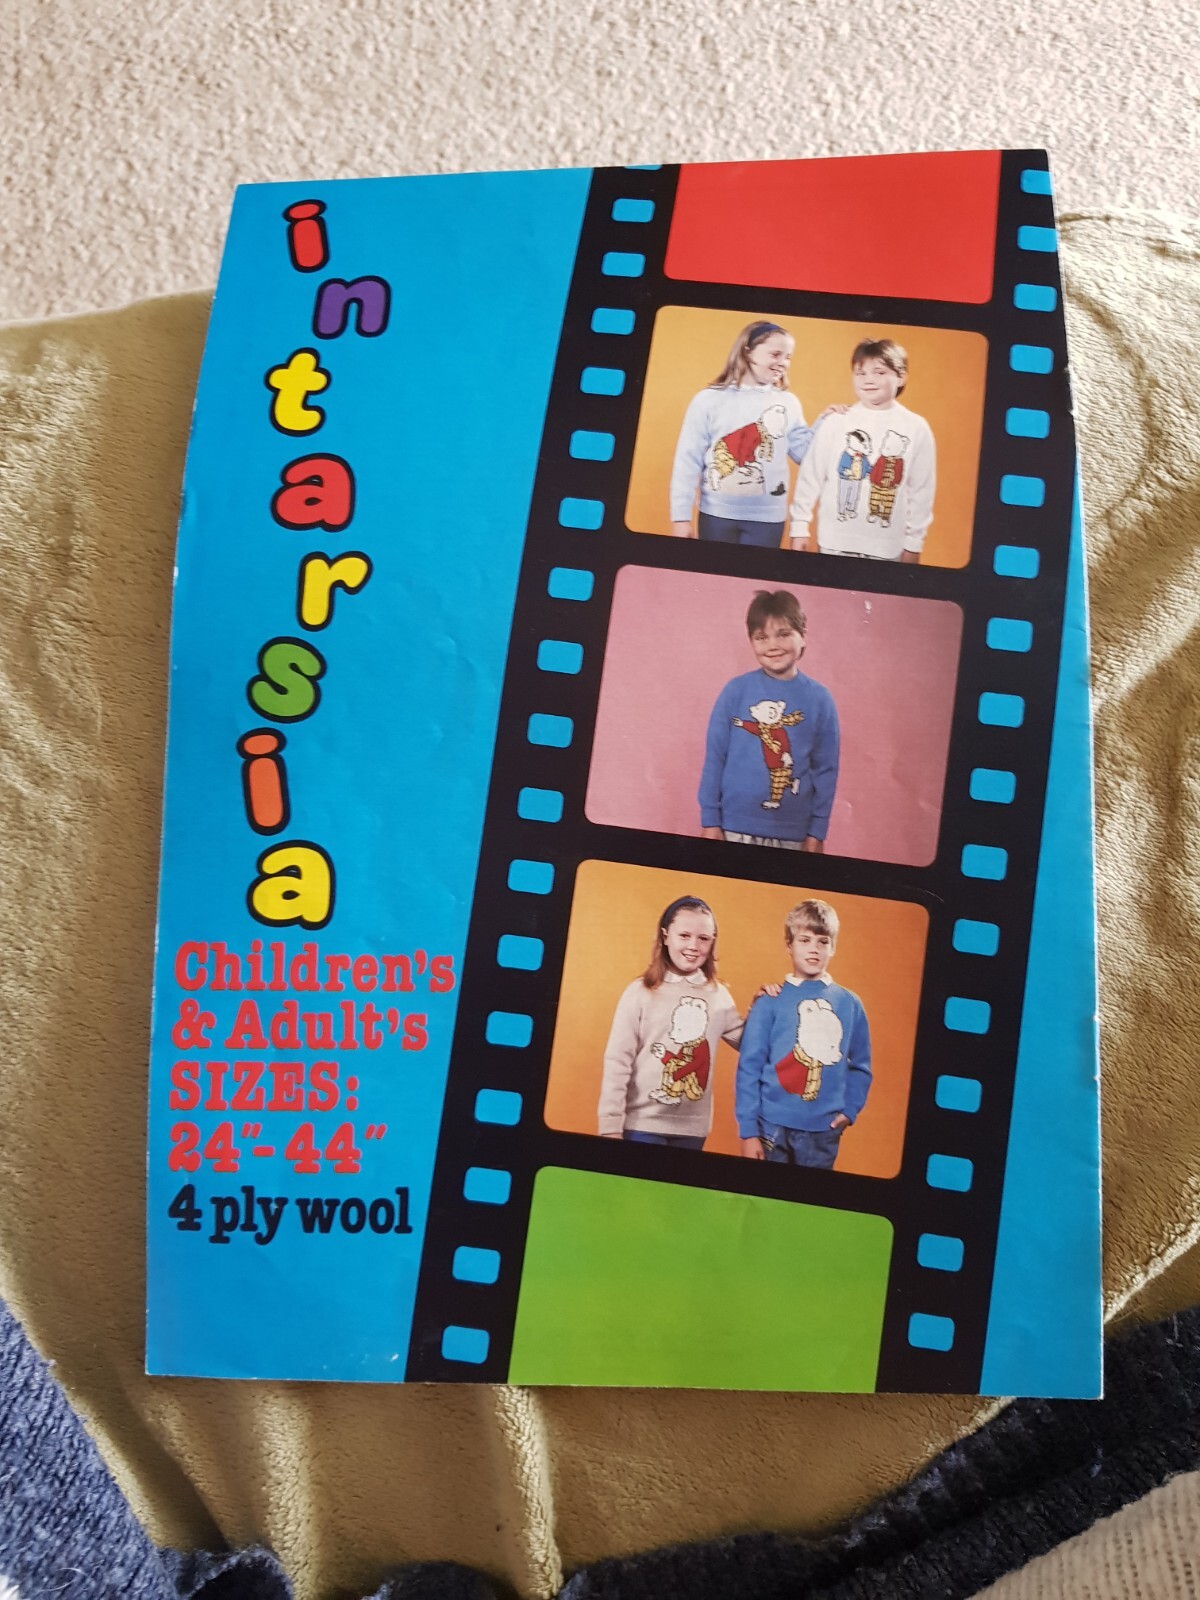 intarsia
Children's
& Adult's
SIZES:
24"-44"
4 ply wool